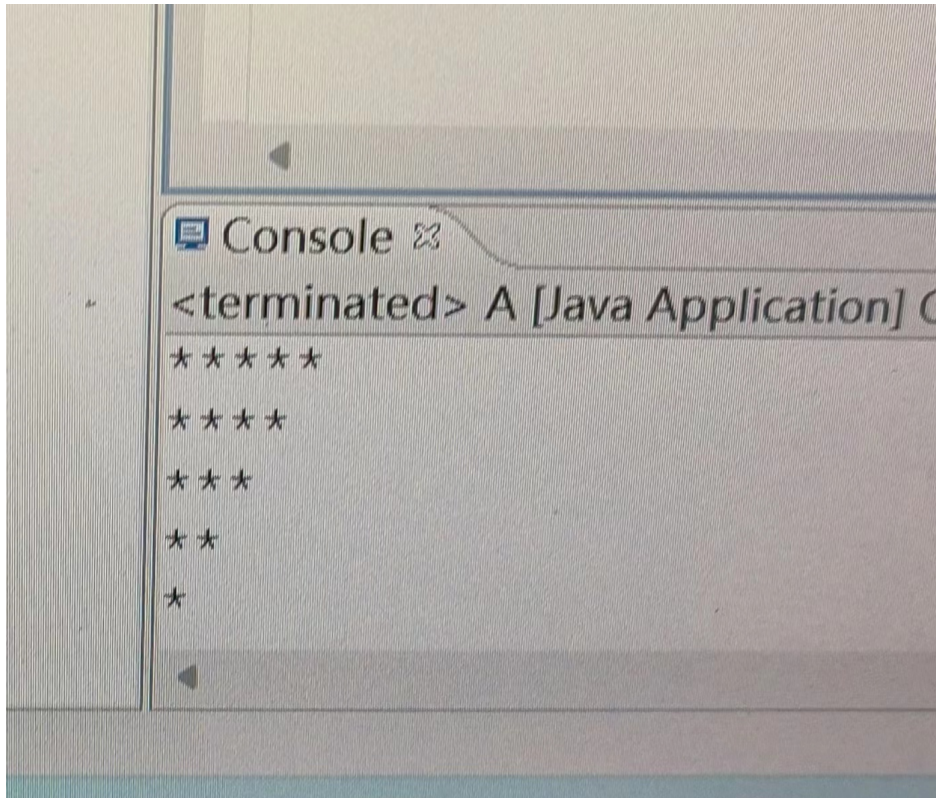 Console
<terminated> A [Java Application]
* * * * *
* * * *
* * *
* *
*